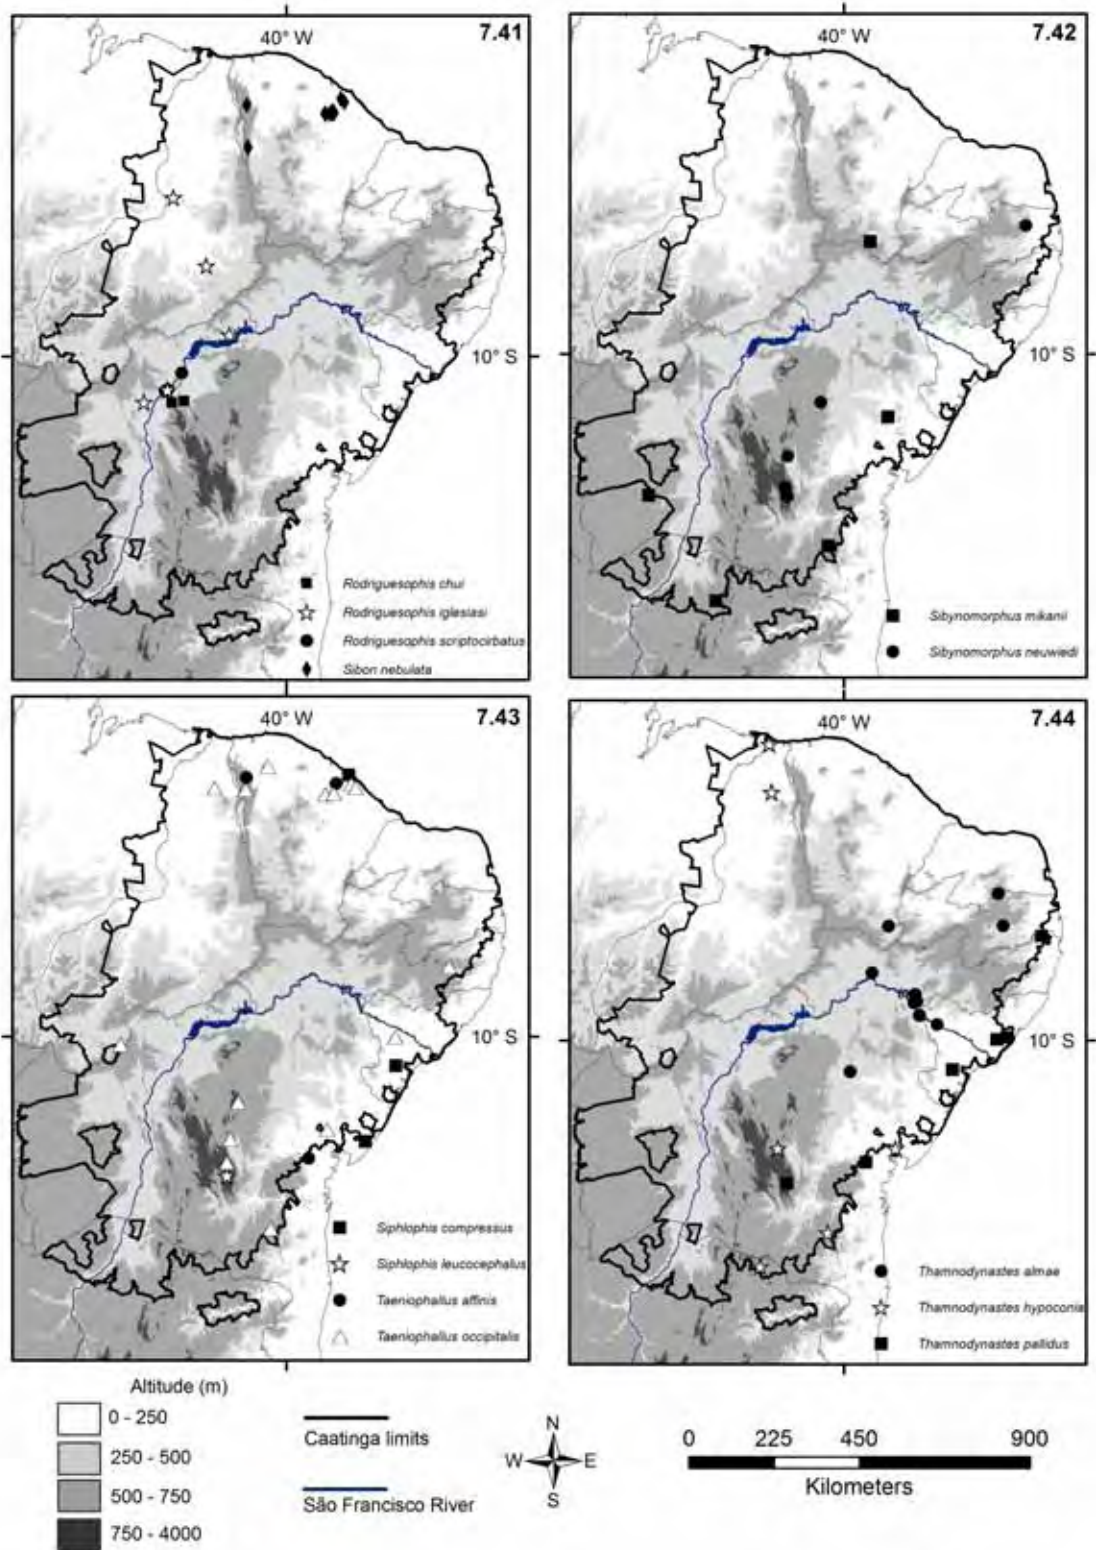 40° W
7.41
10° S
Rodriguesophis chui
Rodriguesophis iglesiasi
Rodriguesophis scriptocirbatus
Sibon nebulata
40° W
7.42
Sibynomorphus mikanii
Sibynomorphus neuwiedi
40° W
7.43
10° S
Siphlophis compressus
Siphlophis leucocephalus
Taeniophallus affinis
Taeniophallus occipitalis
40° W
7.44
Thamnodynastes almae
Thamnodynastes hypoconia
Thamnodynastes pallidus
Altitude (m)
0 - 250
250 - 500
500 - 750
750 - 4000
Caatinga limits
São Francisco River
N
W E
S
0 225 450 900
Kilometers